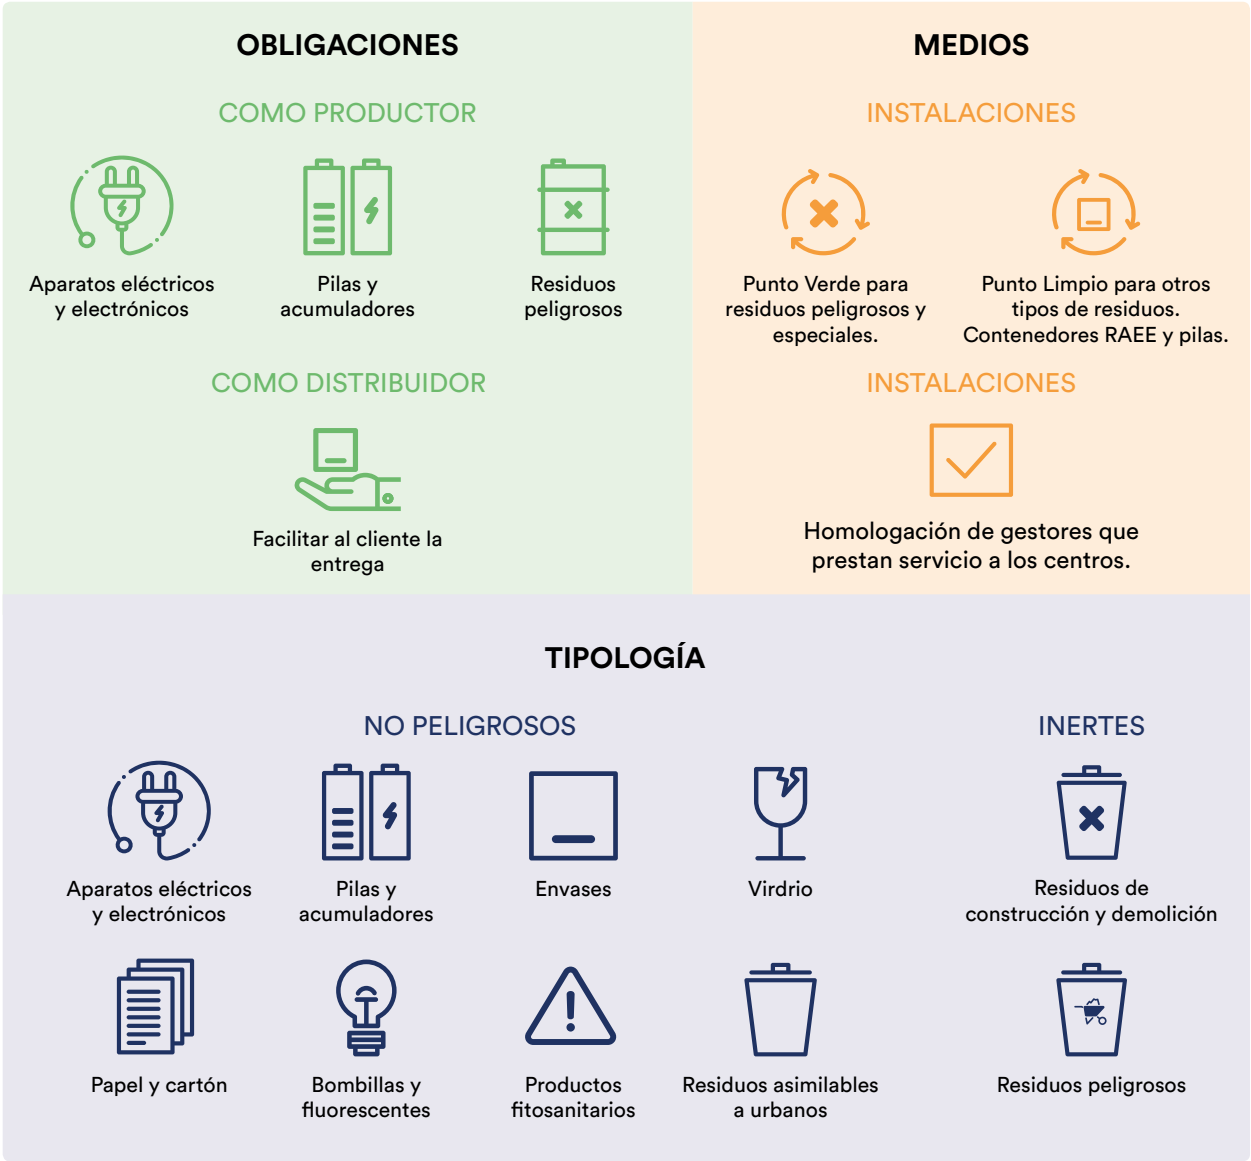 OBLIGACIONES
COMO PRODUCTOR
Aparatos eléctricos
y electrónicos
Pilas y
acumuladores
Residuos
peligrosos
COMO DISTRIBUIDOR
Facilitar al cliente la
entrega
MEDIOS
INSTALACIONES
Punto Verde para
residuos peligrosos y
especiales.
Punto Limpio para otros
tipos de residuos.
Contenedores RAEE y pilas.
INSTALACIONES
Homologación de gestores que
prestan servicio a los centros.
TIPOLOGÍA
NO PELIGROSOS
Aparatos eléctricos
y electrónicos
Pilas y
acumuladores
Envases
Virdrio
Papel y cartón
Bombillas y
fluorescentes
Productos
fitosanitarios
Residuos asimilables
a urbanos
INERTES
Residuos de
construcción y demolición
Residuos peligrosos